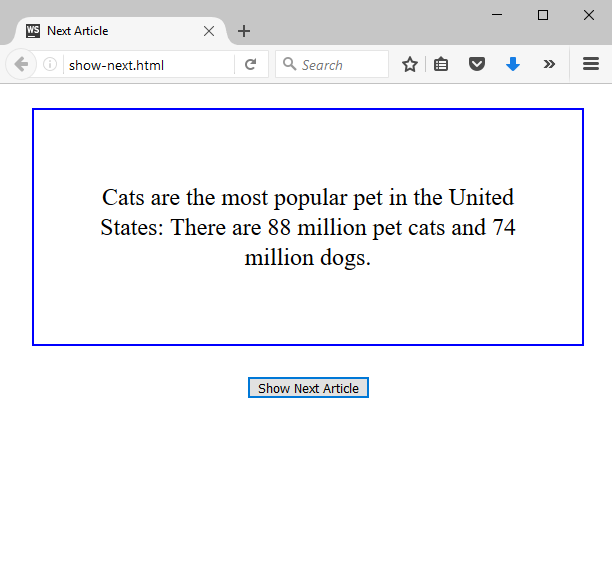 WS Next Article
show-next.html
Search
Cats are the most popular pet in the United
States: There are 88 million pet cats and 74
million dogs.
Show Next Article